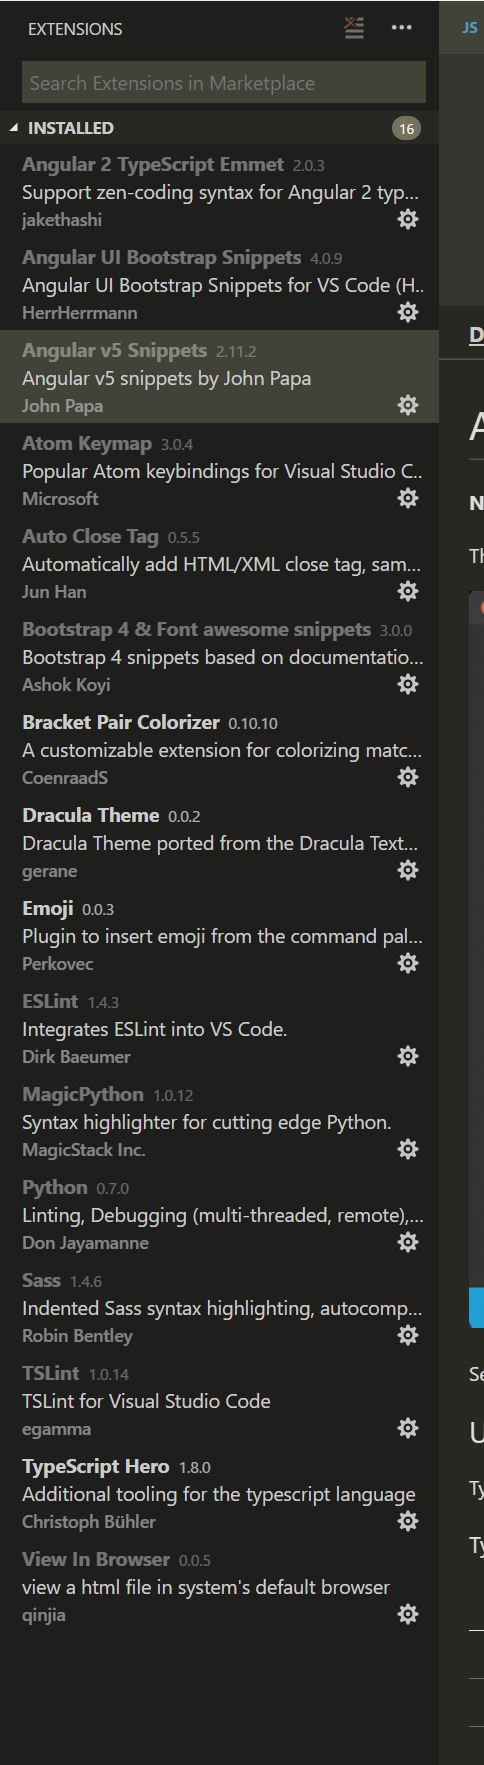 EXTENSIONS
JS
Search Extensions in Marketplace
INSTALLED 16
Angular 2 TypeScript Emmet 2.0.3
Support zen-coding syntax for Angular 2 typ...
jakethashi
Angular UI Bootstrap Snippets 4.0.9
Angular UI Bootstrap Snippets for VS Code (H..
HerrHerrmann
Angular v5 Snippets 2.11.2
Angular v5 snippets by John Papa
John Papa
Atom Keymap 3.0.4
Popular Atom keybindings for Visual Studio C..
Microsoft
Auto Close Tag 0.5.5
Automatically add HTML/XML close tag, sam...
Jun Han
Bootstrap 4 & Font awesome snippets 3.0.0
Bootstrap 4 snippets based on documentatio...
Ashok Koyi
Bracket Pair Colorizer 0.10.10
A customizable extension for colorizing matc...
CoenraadS
Dracula Theme 0.0.2
Dracula Theme ported from the Dracula Text...
gerane
Emoji 0.0.3
Plugin to insert emoji from the command pal...
Perkovec
ESLint 1.4.3
Integrates ESLint into VS Code.
Dirk Baeumer
MagicPython 1.0.12
Syntax highlighter for cutting edge Python.
MagicStack Inc.
Python 0.7.0
Linting, Debugging (multi-threaded, remote),...
Don Jayamanne
Sass 1.4.6
Indented Sass syntax highlighting, autocomp...
Robin Bentley
TSLint 1.0.14
TSLint for Visual Studio Code
egamma
TypeScript Hero 1.8.0
Additional tooling for the typescript language
Christoph Bühler
View In Browser 0.0.5
view a html file in system's default browser
qinjia